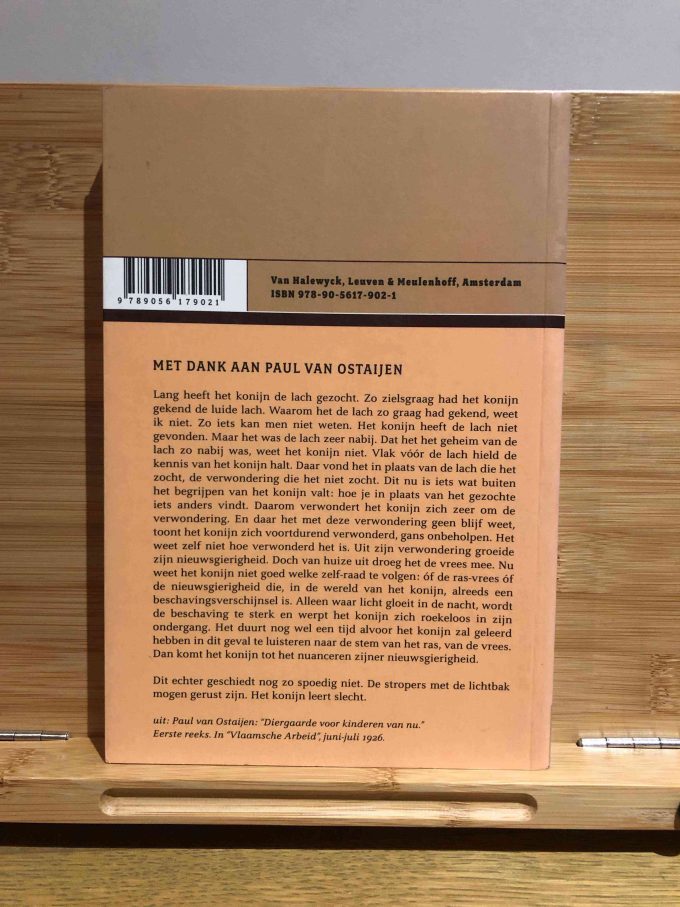 9 789056 179021
Van Halewyck, Leuven & Meulenhoff, Amsterdam
ISBN 978-90-5617-902-1
MET DANK AAN PAUL VAN OSTAIJEN
Lang heeft het konijn de lach gezocht. Zo zielsgraag had het konijn
gekend de luide lach. Waarom het de lach zo graag had gekend, weet
ik niet. Zo iets kan men niet weten. Het konijn heeft de lach niet
gevonden. Maar het was de lach zeer nabij. Dat het het geheim van de
lach zo nabij was, weet het konijn niet. Vlak vóór de lach hield de
kennis van het konijn halt. Daar vond het in plaats van de lach die het
zocht, de verwondering die het niet zocht. Dit nu is iets wat buiten
het begrijpen van het konijn valt: hoe je in plaats van het gezochte
iets anders vindt. Daarom verwondert het konijn zich zeer om de
verwondering. En daar het met deze verwondering geen blijf weet,
toont het konijn zich voortdurend verwonderd, gans onbeholpen. Het
weet zelf niet hoe verwonderd het is. Uit zijn verwondering groeide
zijn nieuwsgierigheid. Doch van huize uit droeg het de vrees mee. Nu
weet het konijn niet goed welke zelf-raad te volgen: óf de ras-vrees óf
de nieuwsgierigheid die, in de wereld van het konijn, alreeds een
beschavingsverschijnsel is. Alleen waar licht gloeit in de nacht, wordt
de beschaving te sterk en werpt het konijn zich roekeloos in zijn
ondergang. Het duurt nog wel een tijd alvoor het konijn zal geleerd
hebben in dit geval te luisteren naar de stem van het ras, van de vrees.
Dan komt het konijn tot het nuanceren zijner nieuwsgierigheid.
Dit echter geschiedt nog zo spoedig niet. De stropers met de lichtbak
mogen gerust zijn. Het konijn leert slecht.
uit: Paul van Ostaijen: "Diergaarde voor kinderen van nu."
Eerste reeks. In "Vlaamsche Arbeid", juni-juli 1926.